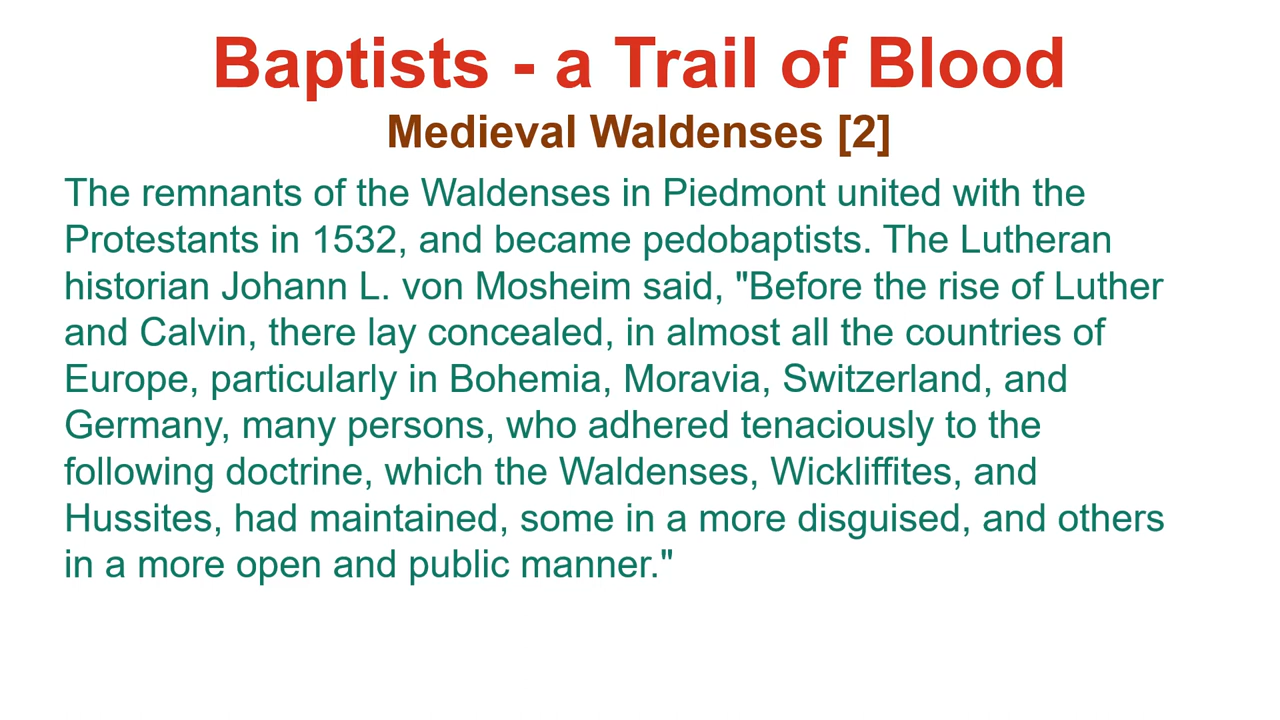 Baptists - a Trail of Blood
Medieval Waldenses [2]
The remnants of the Waldenses in Piedmont united with the
Protestants in 1532, and became pedobaptists. The Lutheran
historian Johann L. von Mosheim said, "Before the rise of Luther
and Calvin, there lay concealed, in almost all the countries of
Europe, particularly in Bohemia, Moravia, Switzerland, and
Germany, many persons, who adhered tenaciously to the
following doctrine, which the Waldenses, Wickliffites, and
Hussites, had maintained, some in a more disguised, and others
in a more open and public manner."